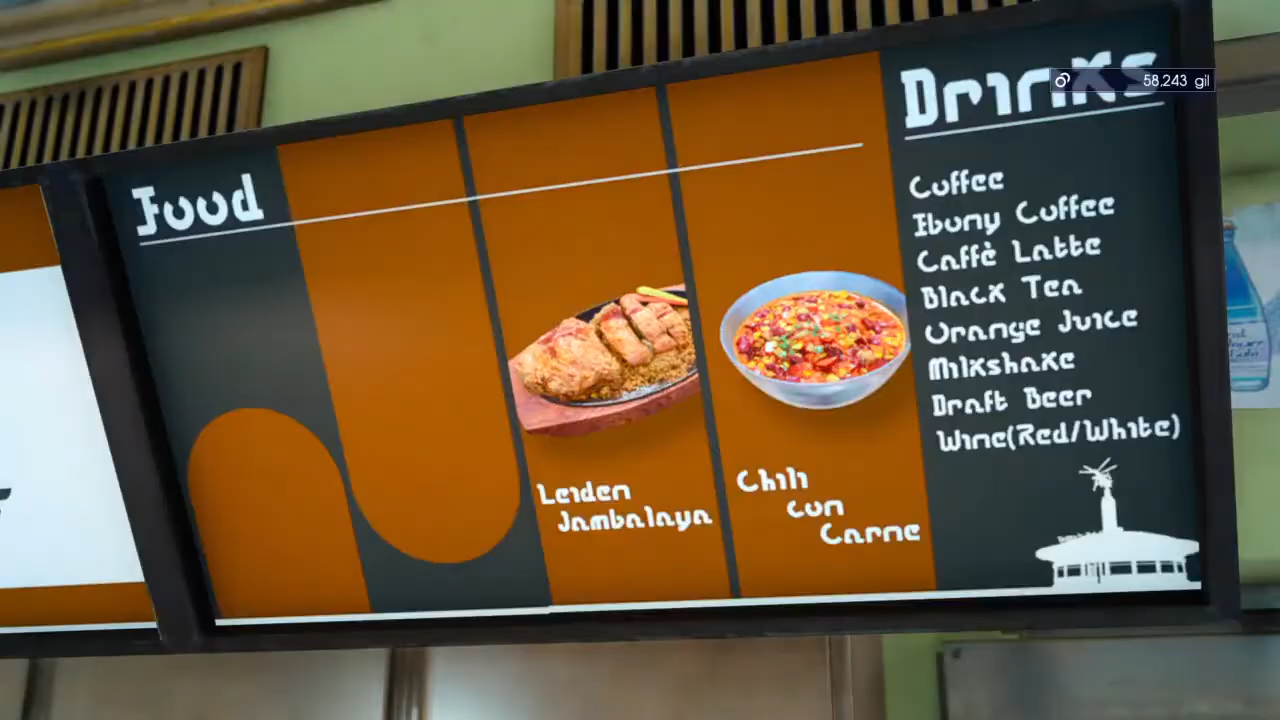 Food
Leiden
Jambalaya
Chili
con
Carne
Drinks
58,243 gil
Coffee
Ebony Coffee
Caffè Latte
Black Tea
Orange Juice
Milkshake
Draft Beer
Wine(Red/White)